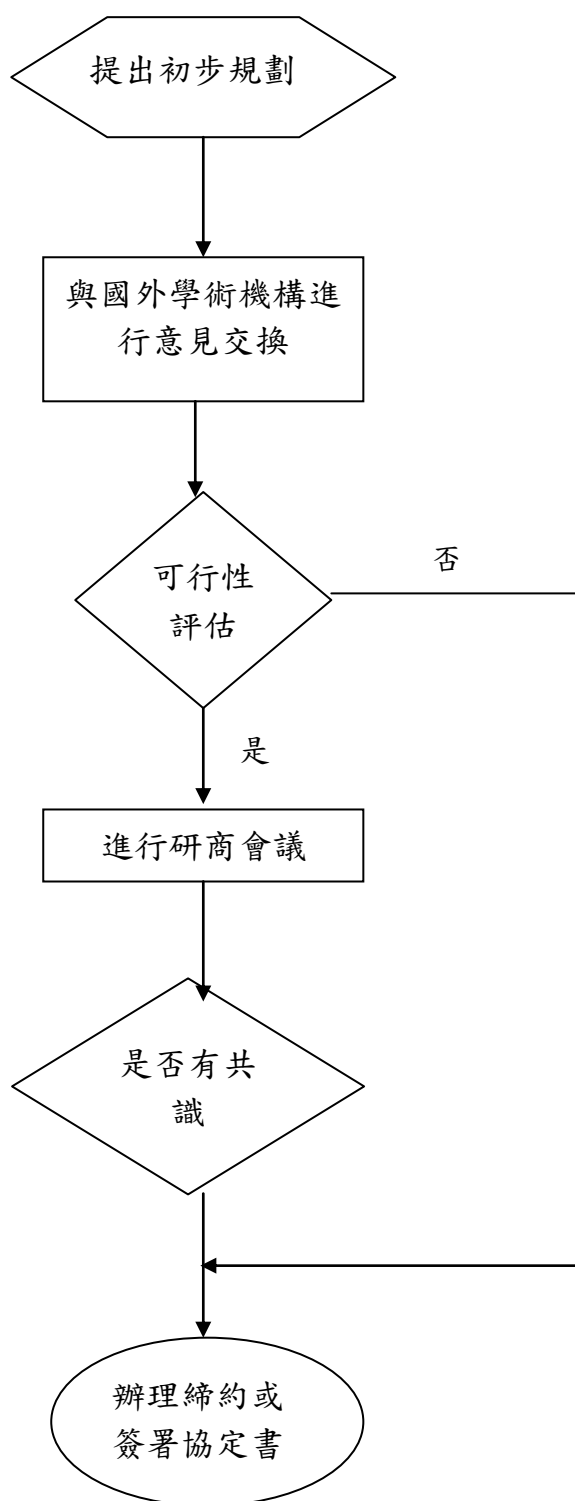 提出初步規劃
與國外學術機構進
行意見交換
可行性
評估
否
是
進行研商會議
是否有共
識
辦理締約或
簽署協定書